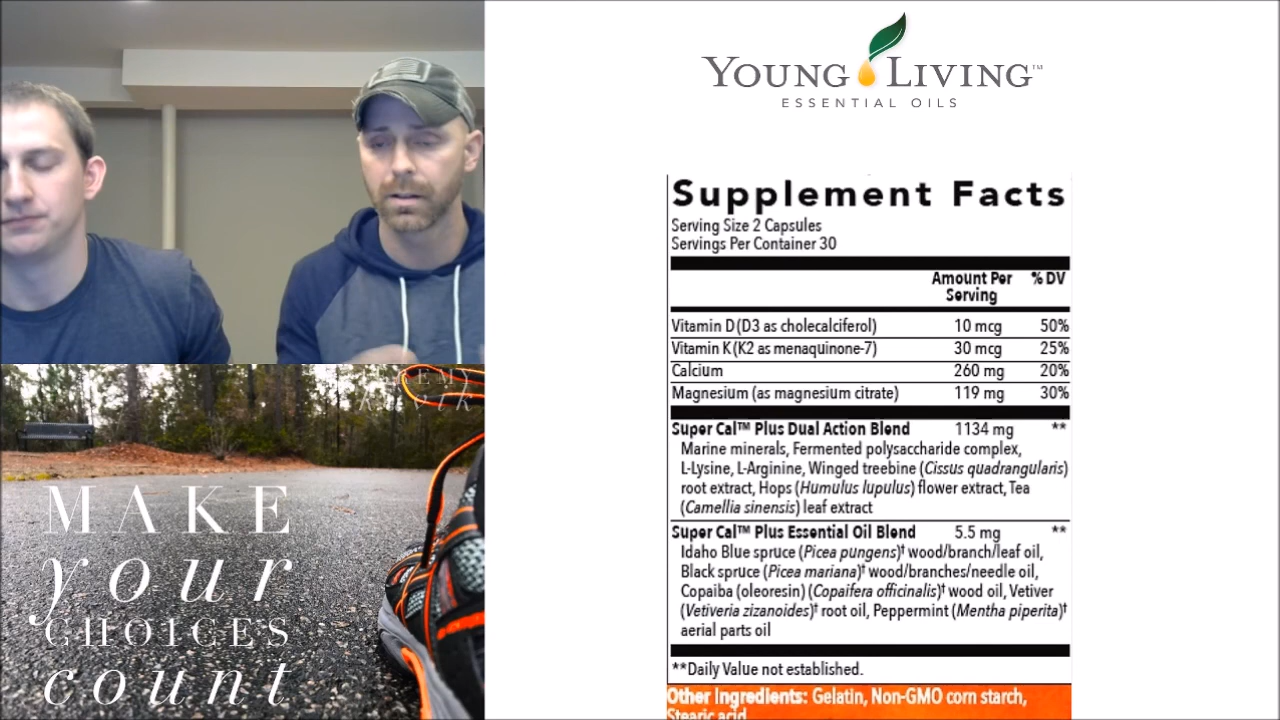 YOUNG LIVING™
ESSENTIAL OILS
Supplement Facts
Serving Size 2 Capsules
Servings Per Container 30
Amount Per Serving % DV
Vitamin D (D3 as cholecalciferol) 10 mcg 50%
Vitamin K (K2 as menaquinone-7) 30 mcg 25%
Calcium 260 mg 20%
Magnesium (as magnesium citrate) 119 mg 30%
Super Cal™ Plus Dual Action Blend 1134 mg **
Marine minerals, Fermented polysaccharide complex,
L-Lysine, L-Arginine, Winged treebine (Cissus quadrangularis)
root extract, Hops (Humulus lupulus) flower extract, Tea
(Camellia sinensis) leaf extract
Super Cal™ Plus Essential Oil Blend 5.5 mg **
Idaho Blue spruce (Picea pungens)† wood/branch/leaf oil,
Black spruce (Picea mariana)† wood/branches/needle oil,
Copaiba (oleoresin) (Copaifera officinalis)† wood oil, Vetiver
(Vetiveria zizanoides)† root oil, Peppermint (Mentha piperita)†
aerial parts oil
**Daily Value not established.
Other Ingredients: Gelatin, Non-GMO corn starch,
Stearic acid
MAKE
your
CHOICES
count